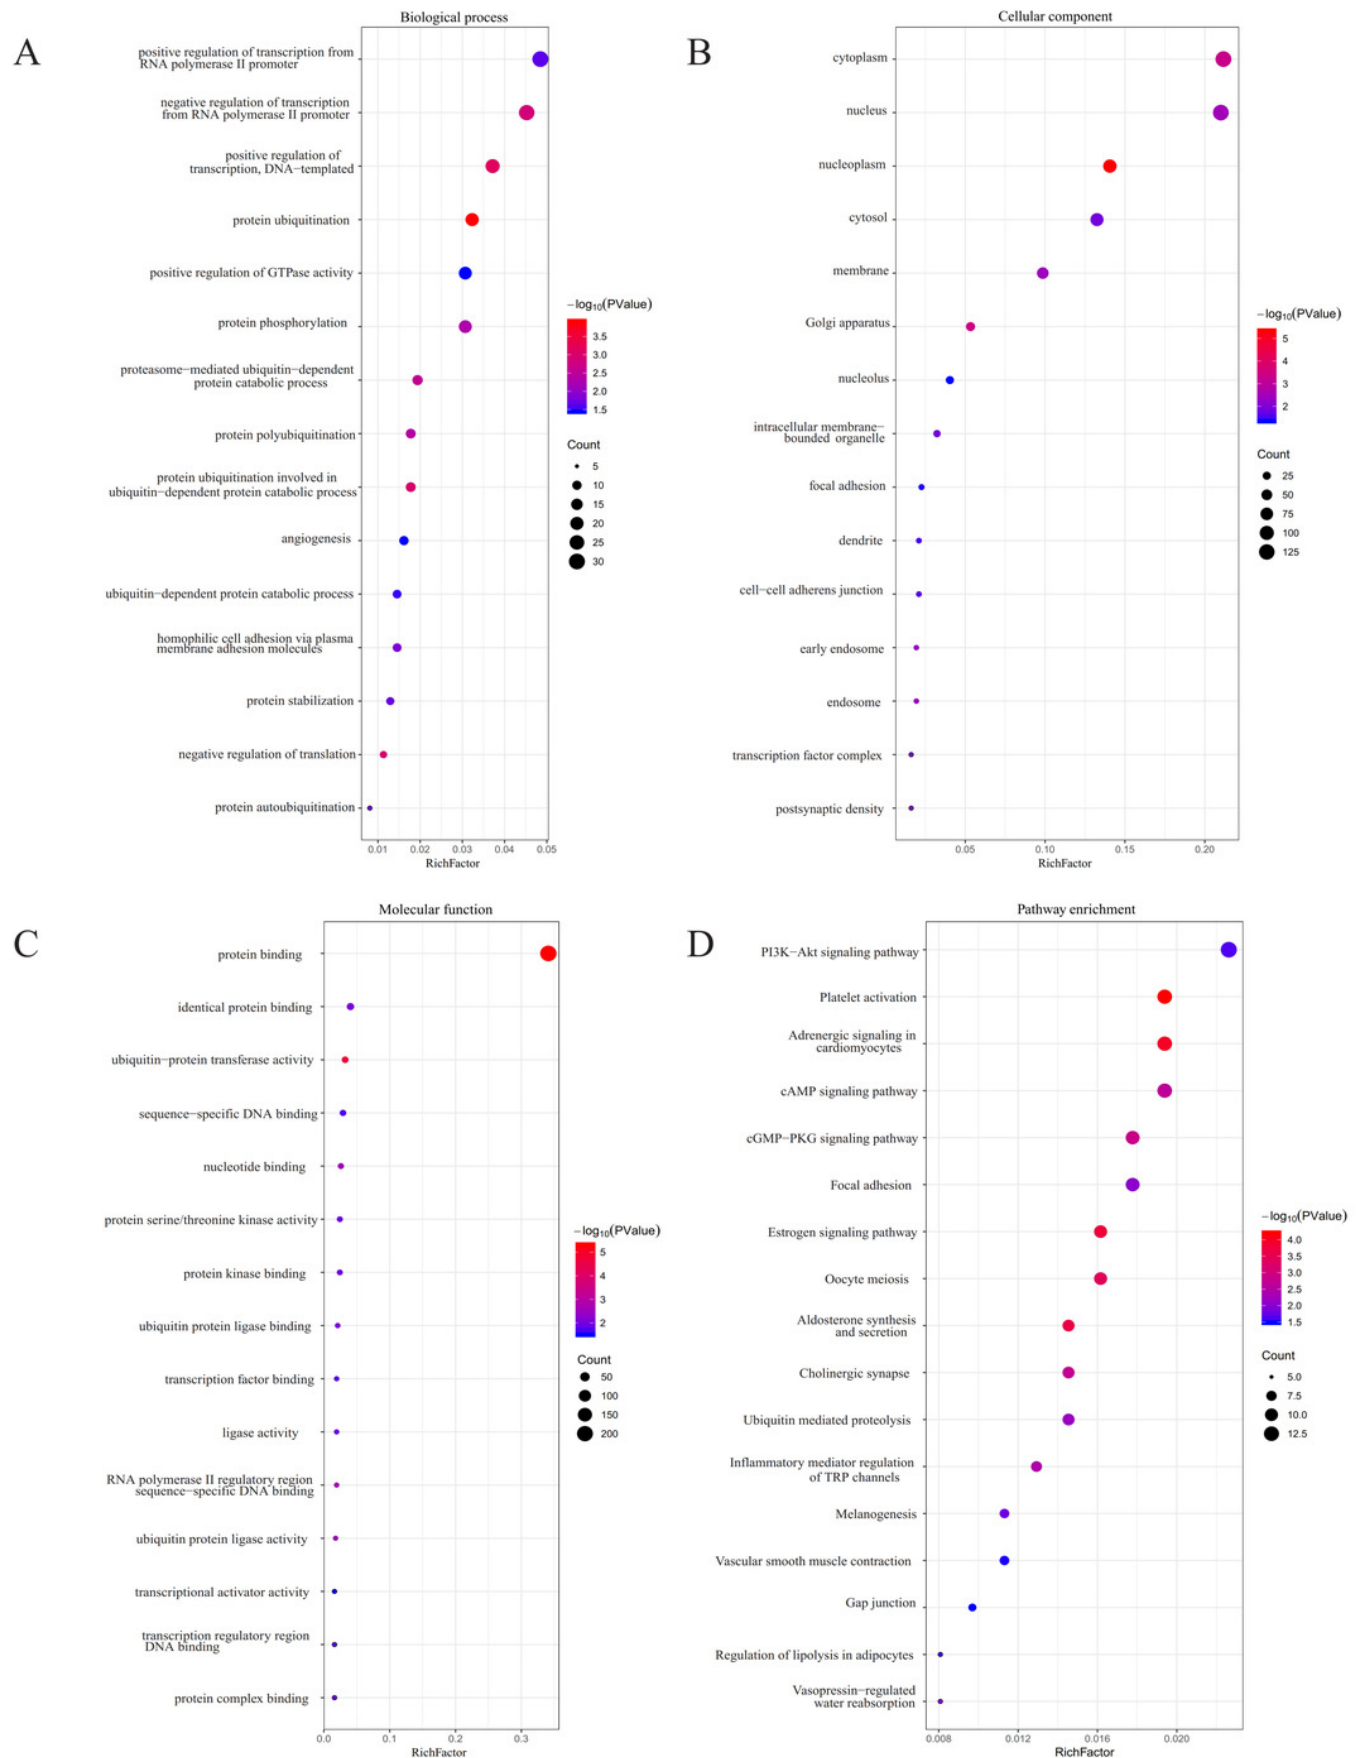 A
Biological process
positive regulation of transcription from
RNA polymerase II promoter
negative regulation of transcription
from RNA polymerase II promoter
positive regulation of
transcription, DNA−templated
protein ubiquitination
positive regulation of GTPase activity
protein phosphorylation
proteasome−mediated ubiquitin−dependent
protein catabolic process
protein polyubiquitination
protein ubiquitination involved in
ubiquitin−dependent protein catabolic process
angiogenesis
ubiquitin−dependent protein catabolic process
homophilic cell adhesion via plasma
membrane adhesion molecules
protein stabilization
negative regulation of translation
protein autoubiquitination
0.01 0.02 0.03 0.04 0.05
RichFactor
−log10(PValue)
3.5
3.0
2.5
2.0
1.5
Count
5
10
15
20
25
30
B
Cellular component
cytoplasm
nucleus
nucleoplasm
cytosol
membrane
Golgi apparatus
nucleolus
intracellular membrane−
bounded organelle
focal adhesion
dendrite
cell−cell adherens junction
early endosome
endosome
transcription factor complex
postsynaptic density
0.05 0.10 0.15 0.20
RichFactor
−log10(PValue)
5
4
3
2
Count
25
50
75
100
125
C
Molecular function
protein binding
identical protein binding
ubiquitin−protein transferase activity
sequence−specific DNA binding
nucleotide binding
protein serine/threonine kinase activity
protein kinase binding
ubiquitin protein ligase binding
transcription factor binding
ligase activity
RNA polymerase II regulatory region
sequence−specific DNA binding
ubiquitin protein ligase activity
transcriptional activator activity
transcription regulatory region
DNA binding
protein complex binding
0.0 0.1 0.2 0.3
RichFactor
−log10(PValue)
5
4
3
2
Count
50
100
150
200
D
Pathway enrichment
PI3K−Akt signaling pathway
Platelet activation
Adrenergic signaling in
cardiomyocytes
cAMP signaling pathway
cGMP−PKG signaling pathway
Focal adhesion
Estrogen signaling pathway
Oocyte meiosis
Aldosterone synthesis
and secretion
Cholinergic synapse
Ubiquitin mediated proteolysis
Inflammatory mediator regulation
of TRP channels
Melanogenesis
Vascular smooth muscle contraction
Gap junction
Regulation of lipolysis in adipocytes
Vasopressin−regulated
water reabsorption
0.008 0.012 0.016 0.020
RichFactor
−log10(PValue)
4.0
3.5
3.0
2.5
2.0
1.5
Count
5.0
7.5
10.0
12.5